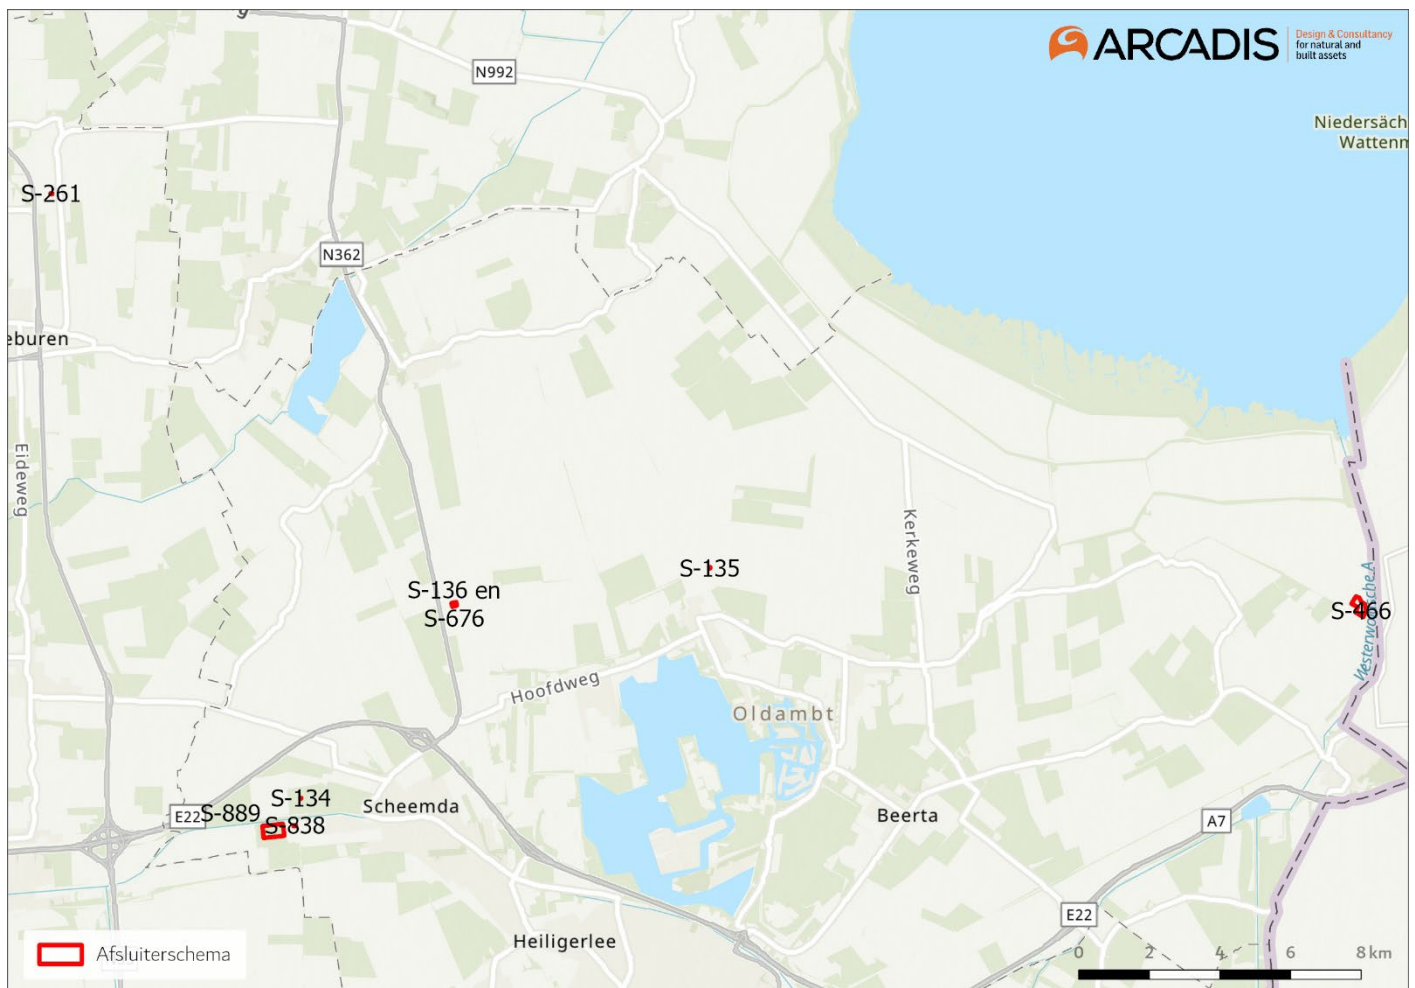 ARCADIS
Design & Consultancy
for natural and
built assets
N992
Niedersäch
Wattenm
S-261
N362
eburen
Eideweg
Kerkeweg
S-135
S-136 en
S-676
S-466
Westerwoldsche A
Hoofdweg
Oldambt
S-134
S-889
E22
S-838
Scheemda
Beerta
A7
E22
Heiligerlee
Afsluiterschema
0 2 4 6 8 km